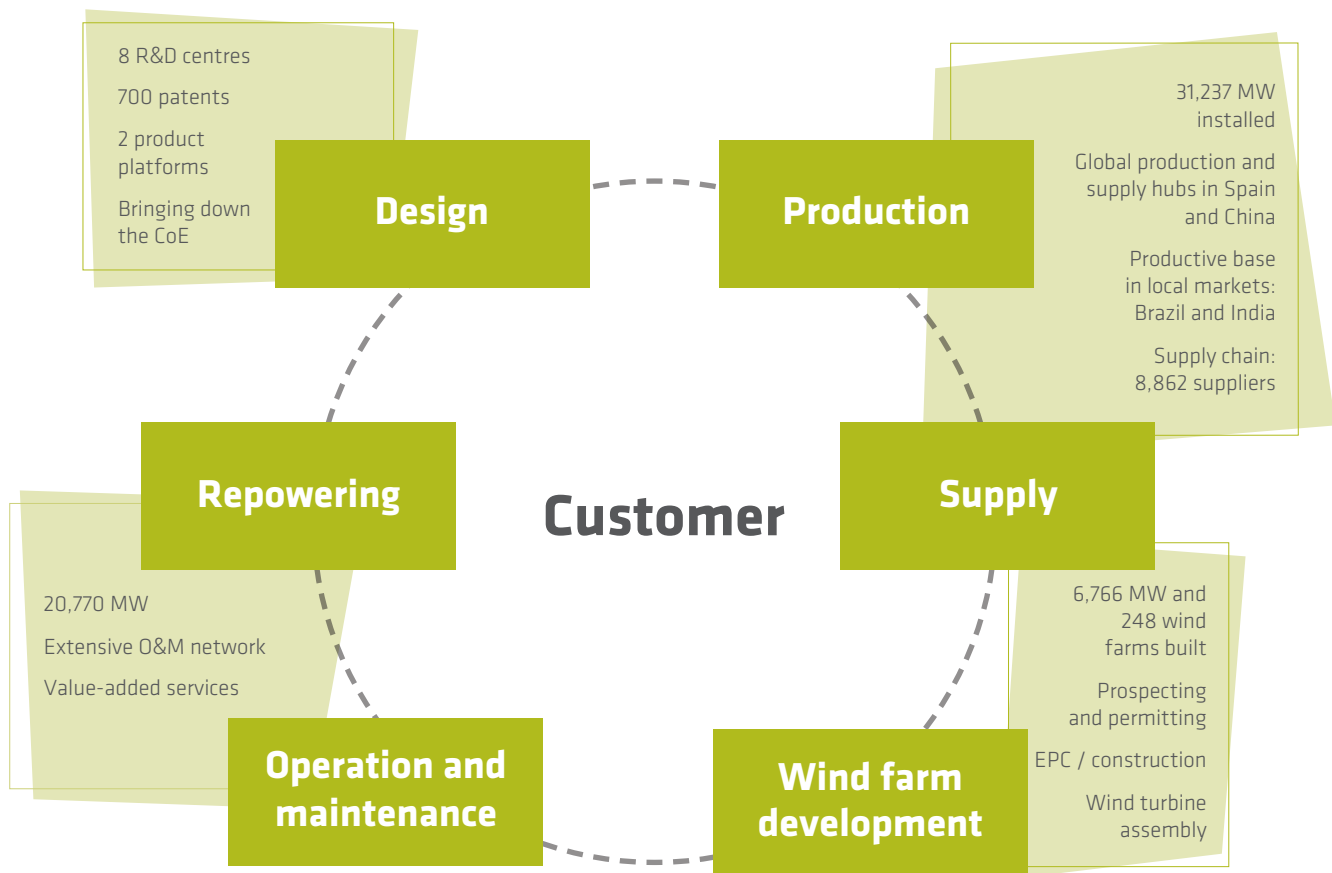 8 R&D centres
700 patents
2 product
platforms
Bringing down
the CoE
Design
Production
31,237 MW
installed
Global production and
supply hubs in Spain
and China
Productive base
in local markets:
Brazil and India
Supply chain:
8,862 suppliers
Repowering
Customer
Supply
20,770 MW
Extensive O&M network
Value-added services
6,766 MW and
248 wind
farms built
Prospecting
and permitting
EPC / construction
Wind turbine
assembly
Operation and
maintenance
Wind farm
development